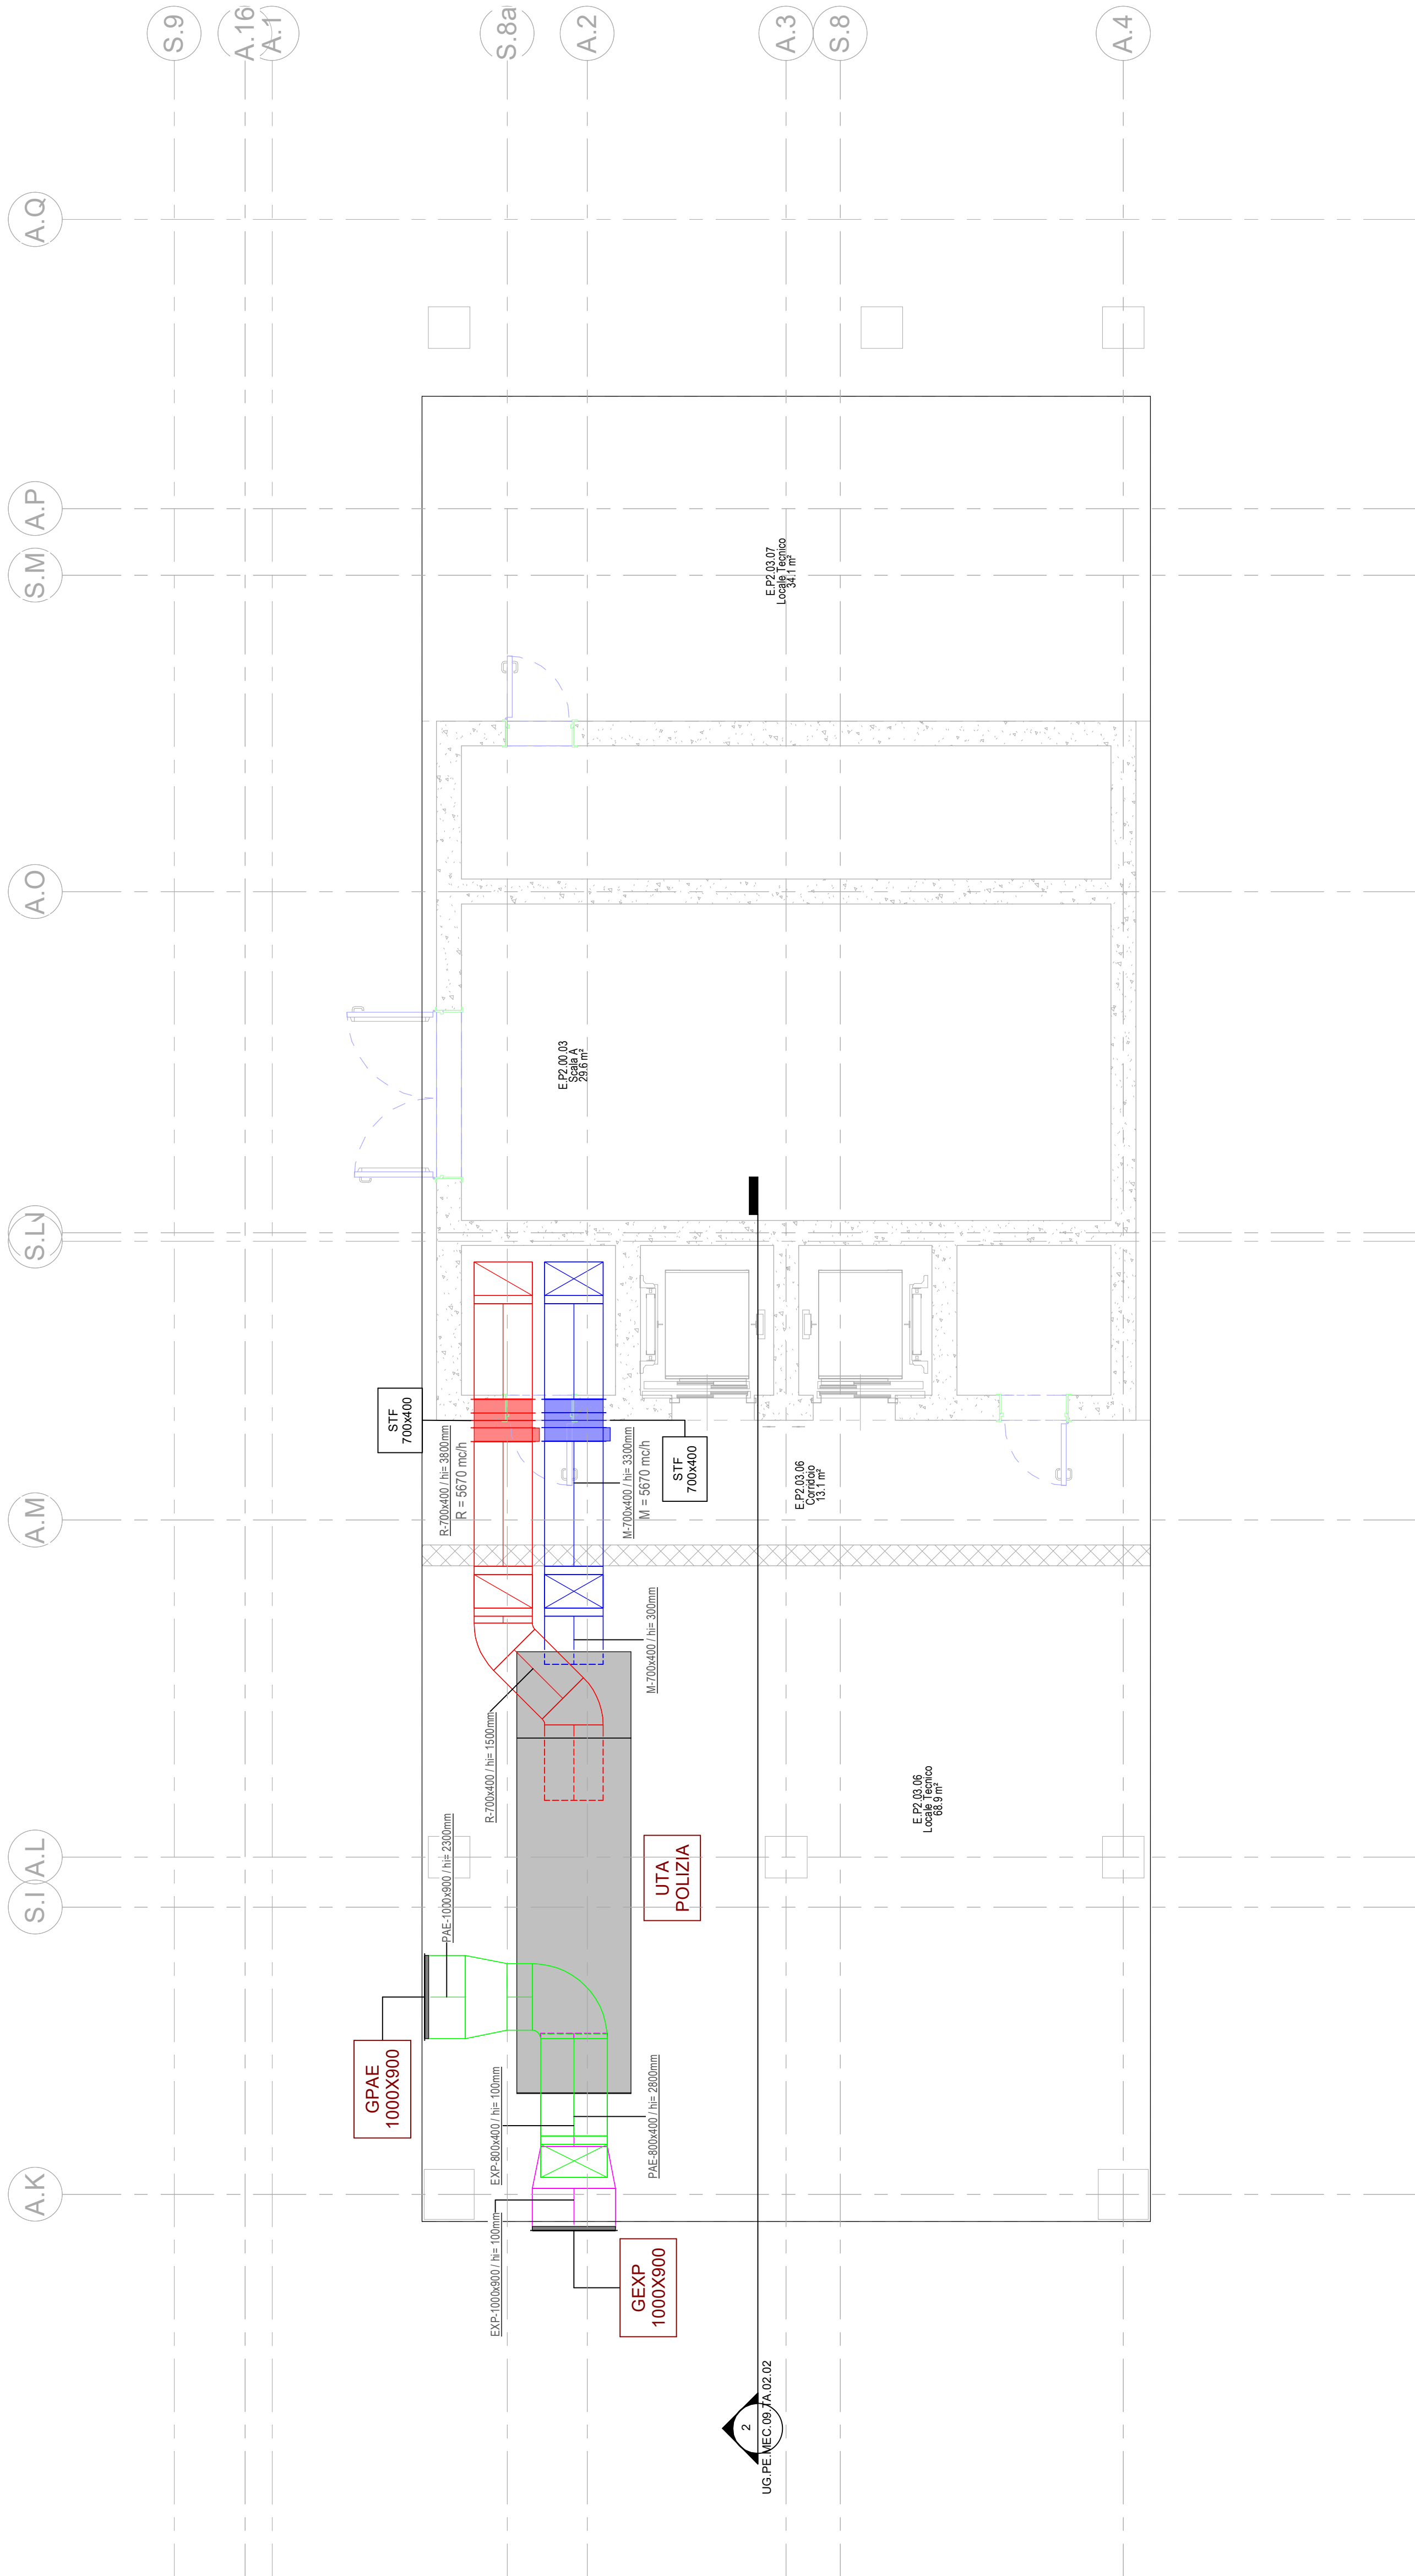 S.9
A.16
A.1
S.8a
A.2
A.3
S.8
A.4
A.Q
A.P
S.M
E.P2.03.07
Locale Tecnico
34.1 m²
A.O
E.P2.00.03
Scala A
29.6 m²
STF
700x400
R-700x400 / hi= 3800mm
R = 5670 mc/h
M-700x400 / hi= 3300mm
M = 5670 mc/h
STF
700x400
E.P2.03.06
Corridoio
13.1 m²
A.M
M-700x400 / hi= 300mm
R-700x400 / hi= 1500mm
E.P2.03.06
Locale Tecnico
68.9 m²
A.L
S.I
PAE-1000x900 / hi= 2300mm
UTA
POLIZIA
GPAE
1000X900
EXP-800x400 / hi= 100mm
PAE-800x400 / hi= 2800mm
A.K
EXP-1000x900 / hi= 100mm
GEXP
1000X900
2
UG.PE.MEC.09.TA.02.02